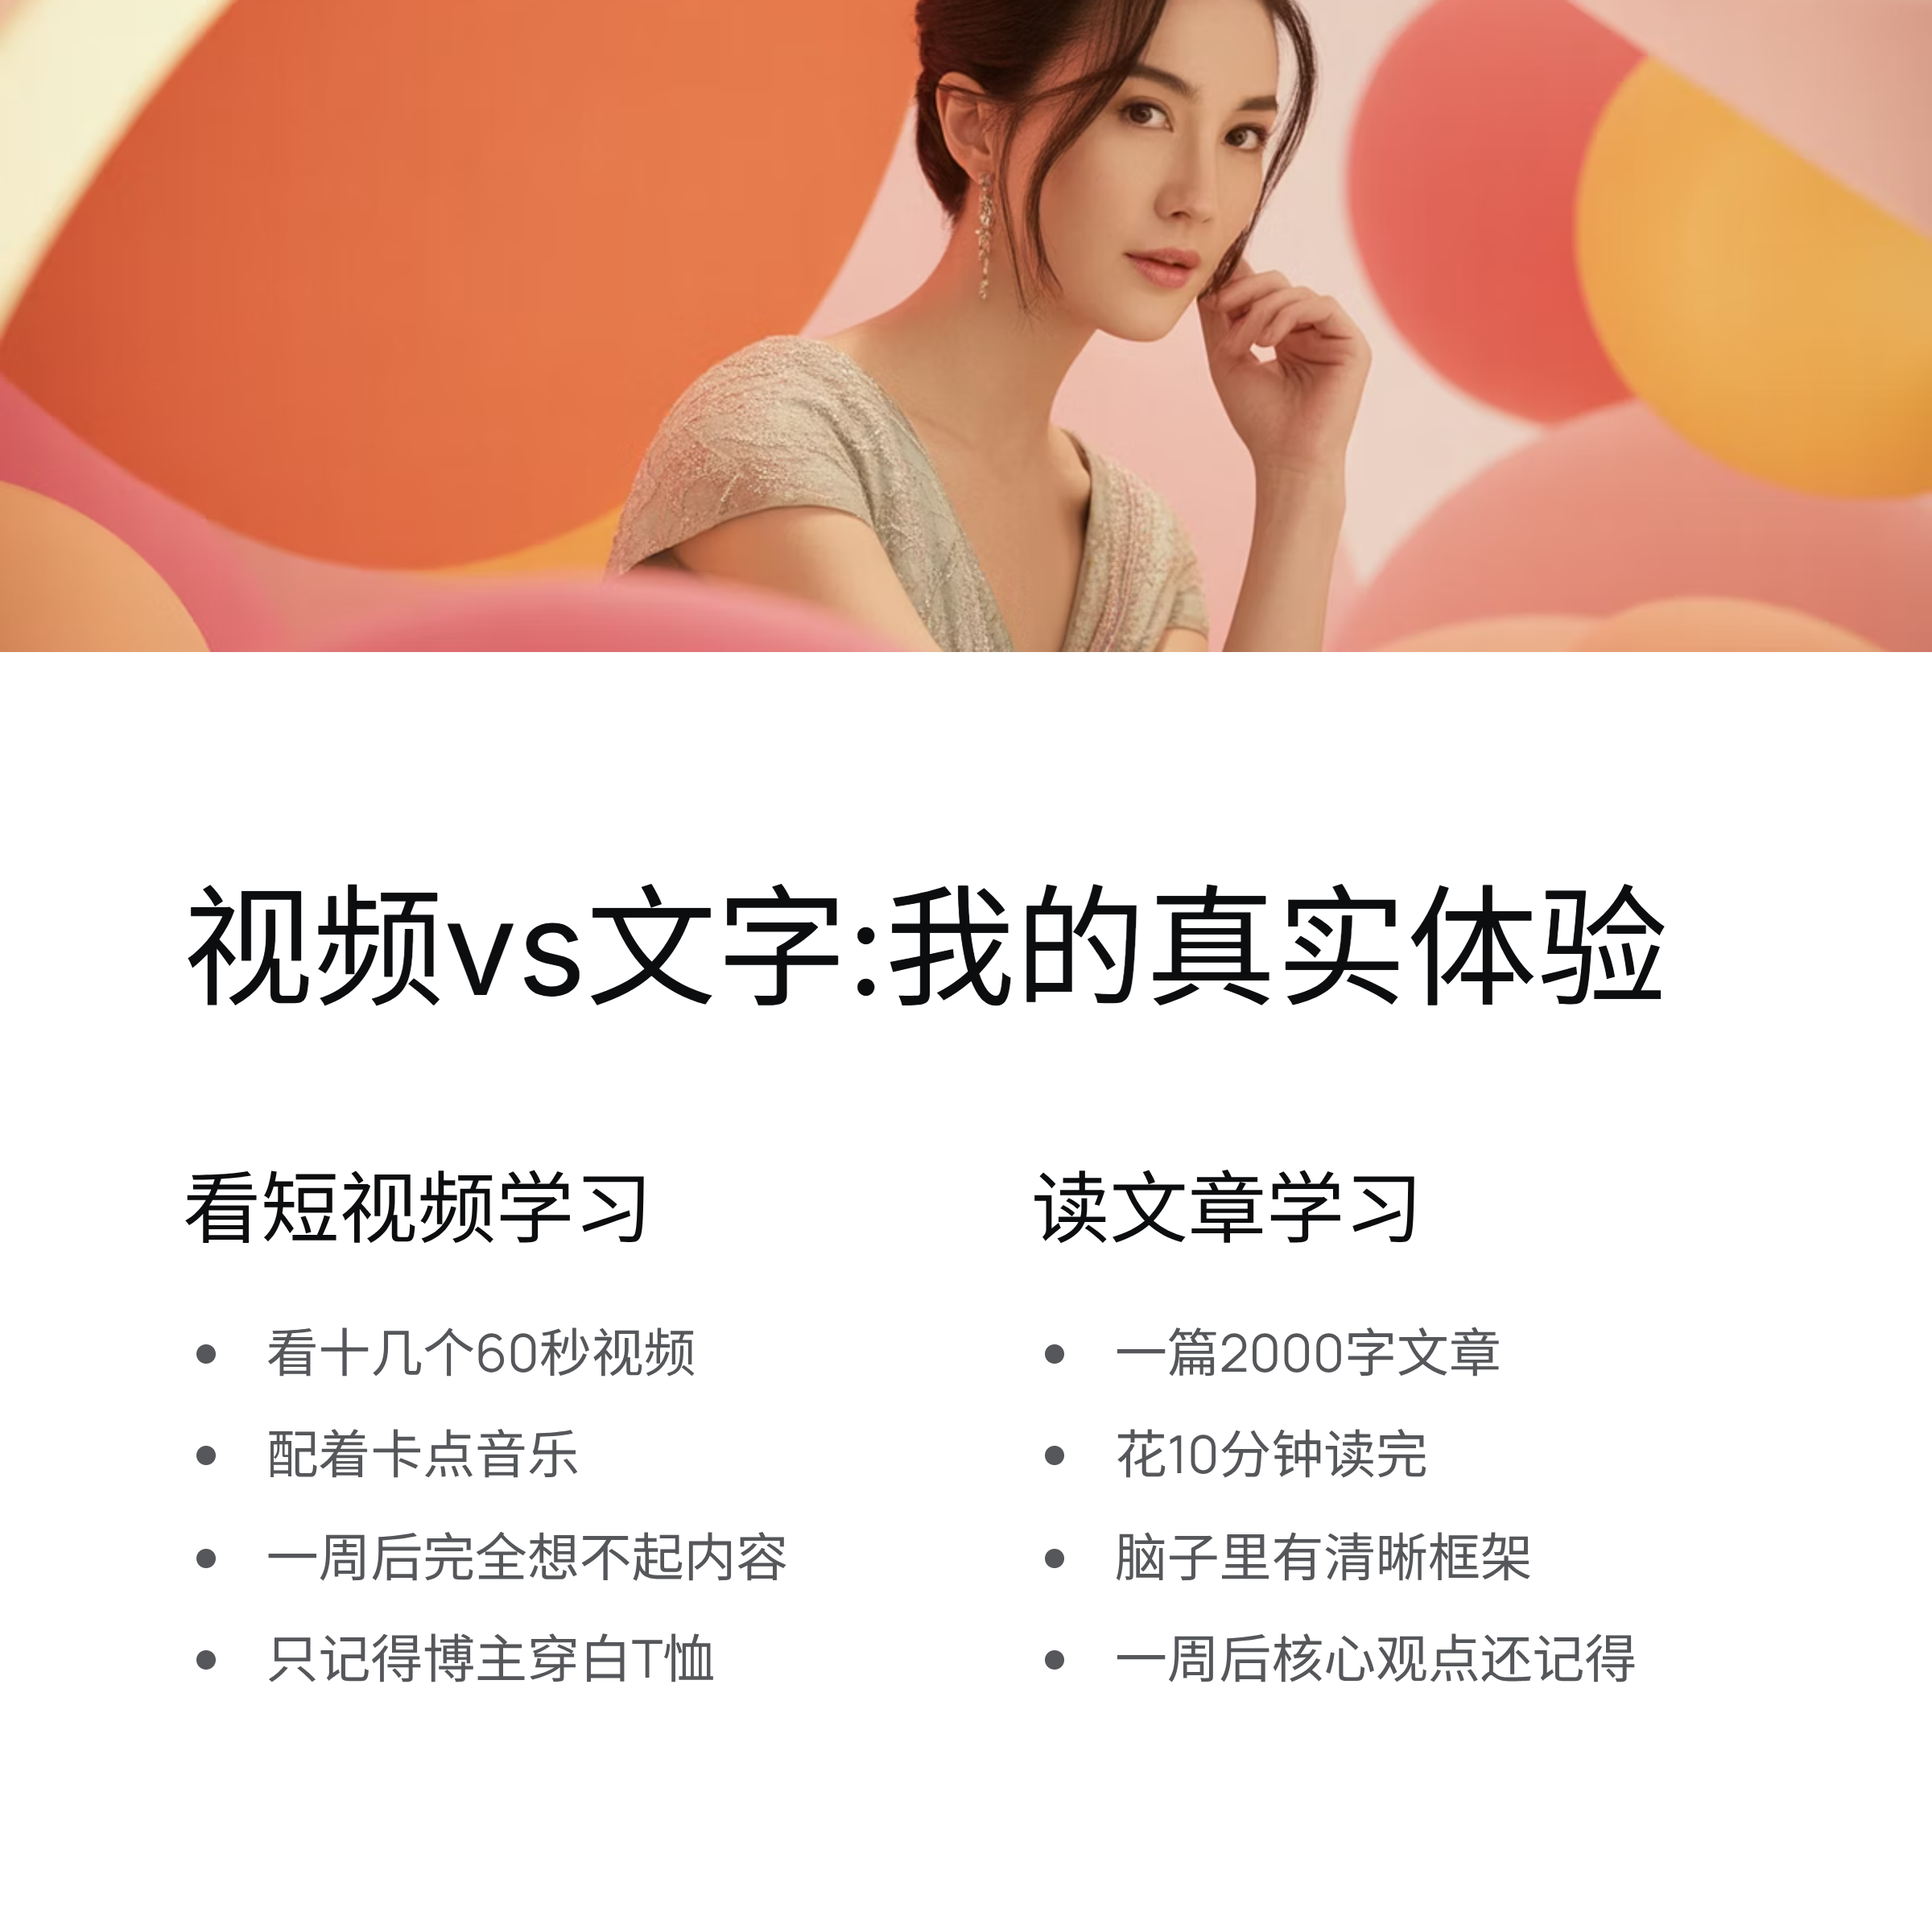 视频vs文字:我的真实体验
看短视频学习
看十几个60秒视频
配着卡点音乐
一周后完全想不起内容
只记得博主穿白T恤
读文章学习
一篇2000字文章
花10分钟读完
脑子里有清晰框架
一周后核心观点还记得